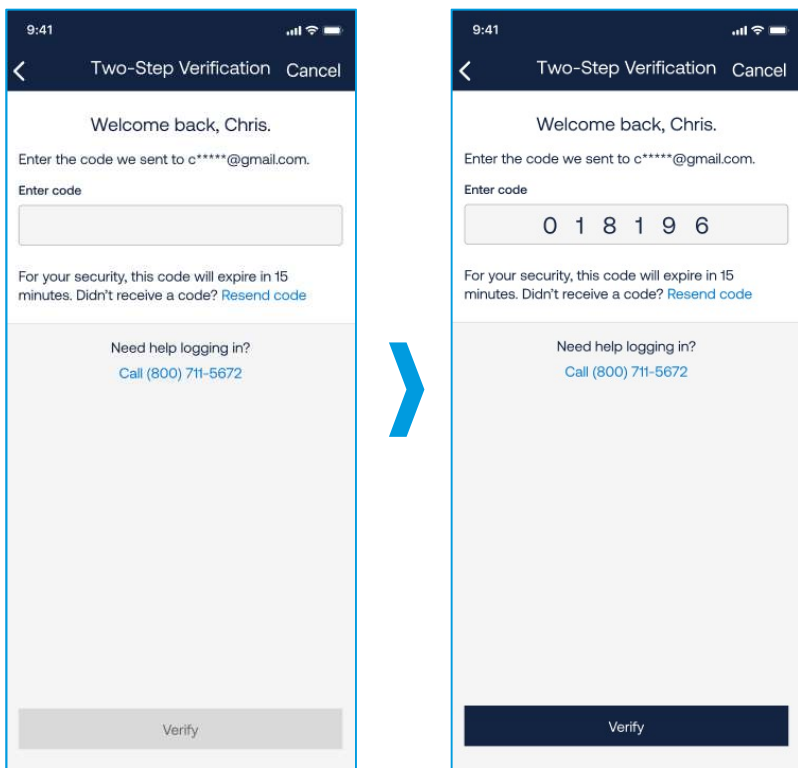 9:41
Two-Step Verification Cancel
Welcome back, Chris.
Enter the code we sent to c*****@gmail.com.
Enter code
For your security, this code will expire in 15
minutes. Didn't receive a code? Resend code
Need help logging in?
Call (800) 711-5672
Verify
9:41
Two-Step Verification Cancel
Welcome back, Chris.
Enter the code we sent to c*****@gmail.com.
Enter code
0 1 8 1 9 6
For your security, this code will expire in 15
minutes. Didn't receive a code? Resend code
Need help logging in?
Call (800) 711-5672
Verify